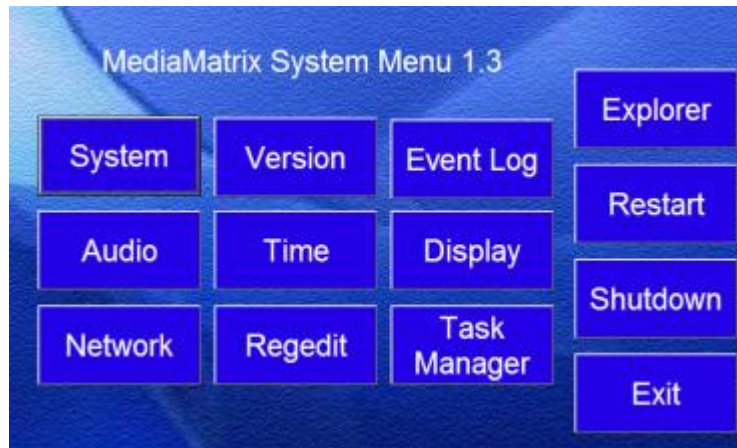 MediaMatrix System Menu 1.3
System
Version
Event Log
Audio
Time
Display
Network
Regedit
Task
Manager
Explorer
Restart
Shutdown
Exit